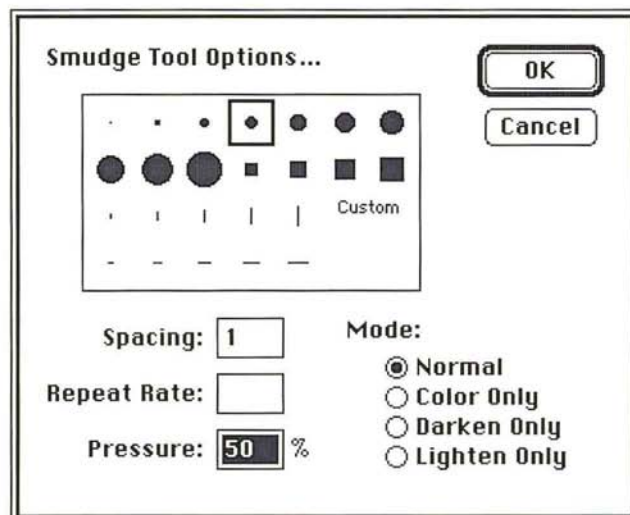 Smudge Tool Options...
OK
Cancel
Custom
Spacing: 1
Repeat Rate:
Pressure: 50 %
Mode:
Normal
Color Only
Darken Only
Lighten Only